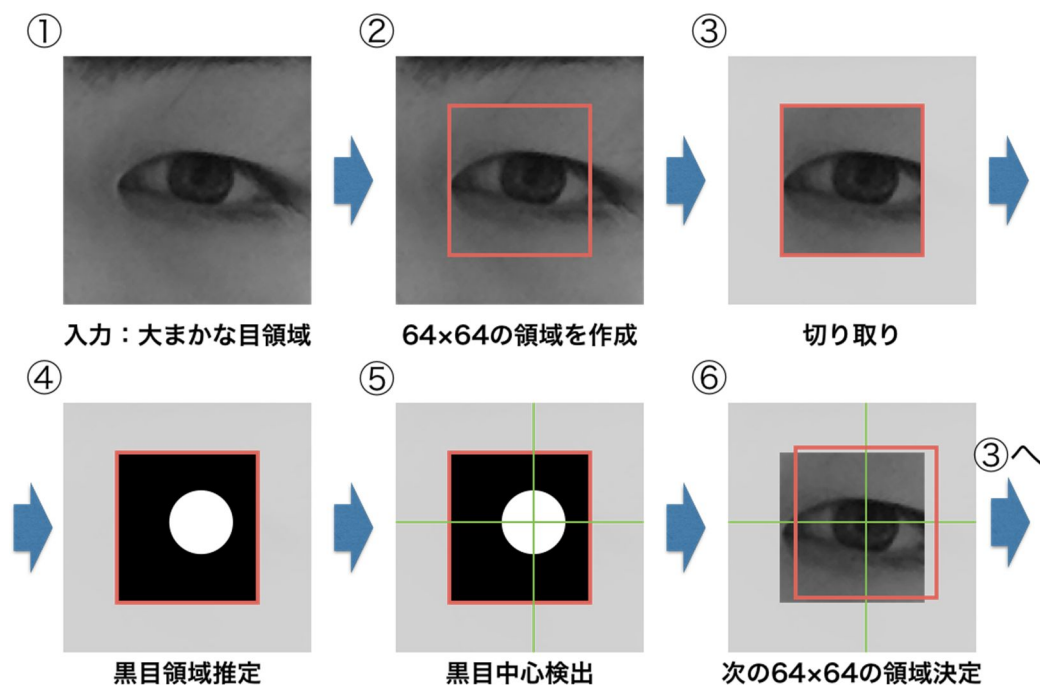 ① ② ③
入力：大まかな目領域 64×64の領域を作成 切り取り
④ ⑤ ⑥
③へ
黒目領域推定 黒目中心検出 次の64×64の領域決定